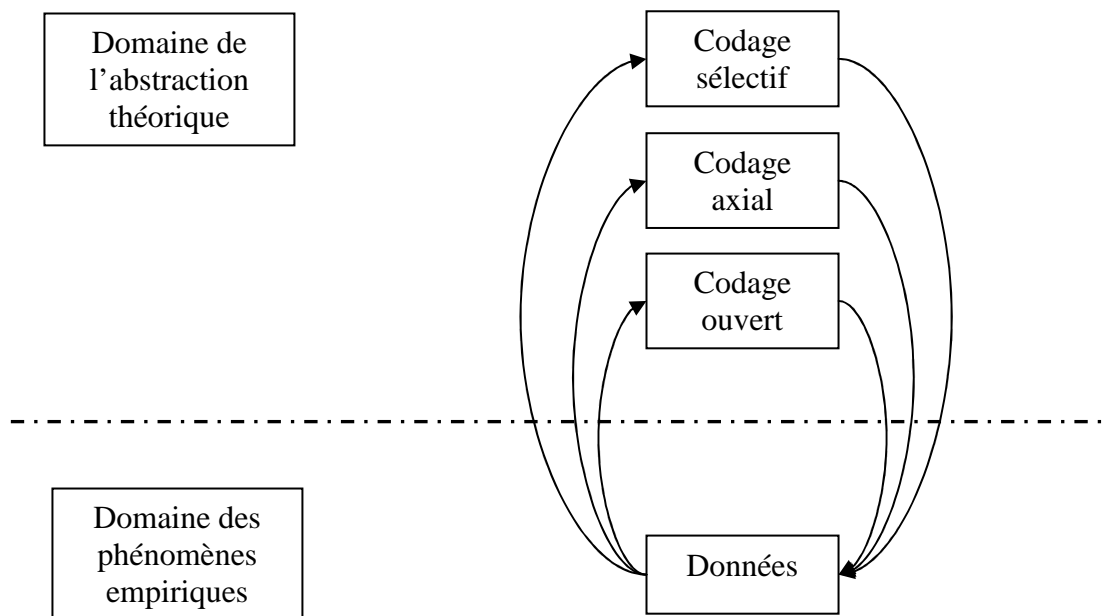 Domaine de
l’abstraction
théorique
Codage
sélectif
Codage
axial
Codage
ouvert
Domaine des
phénomènes
empiriques
Données